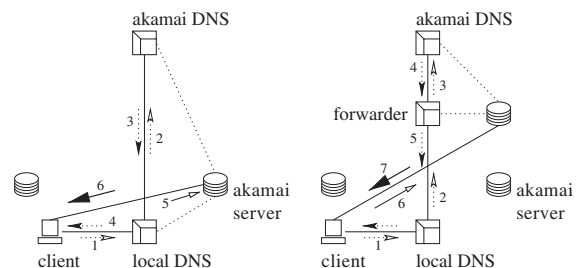 akamai DNS
3
2
6
5
akamai
server
4
1
client
local DNS
akamai DNS
4
3
forwarder
5
7
6
2
akamai
server
1
client
local DNS